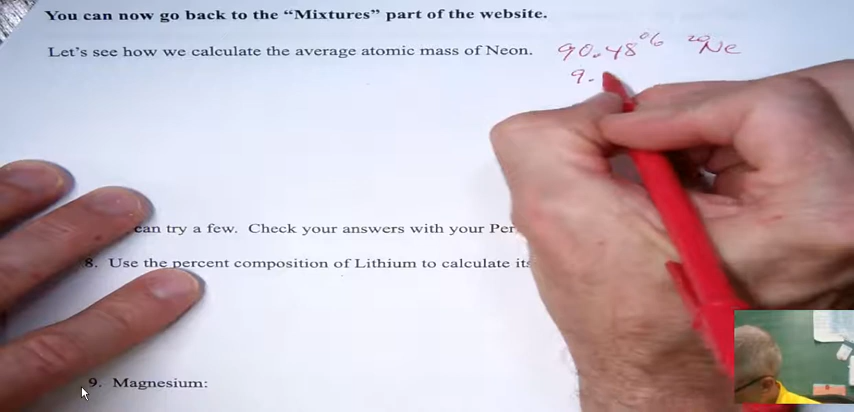 You can now go back to the “Mixtures” part of the website.
Let’s see how we calculate the average atomic mass of Neon. 90.48% ²⁰Ne
9.
can try a few. Check your answers with your Per
8. Use the percent composition of Lithium to calculate its
9. Magnesium: